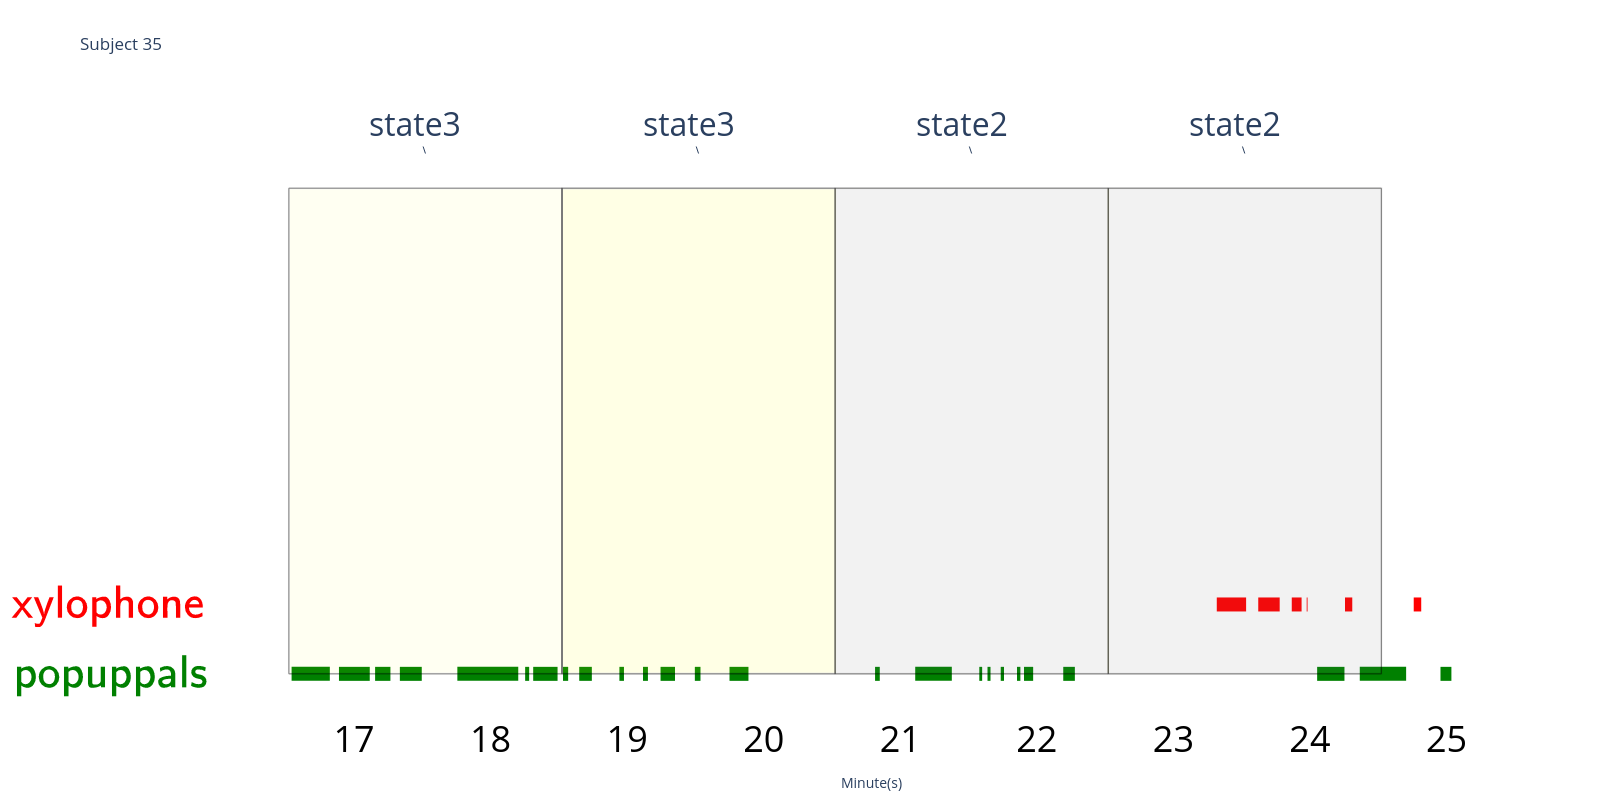 Subject 35
state3 state3 state2 state2
xylophone
popuppals
17 18 19 20 21 22 23 24 25
Minute(s)